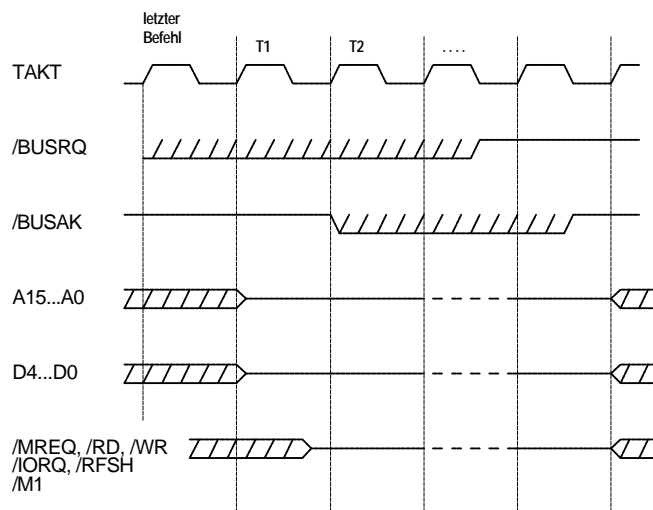 letzter
Befehl
T1
T2
....
TAKT
/BUSRQ
/BUSAK
A15...A0
D4...D0
/MREQ, /RD, /WR
/IORQ, /RFSH
/M1